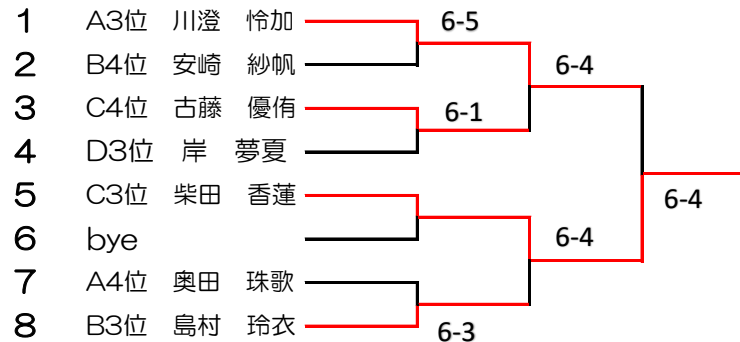 1 A3位 川澄 怜加
6-5
2 B4位 安崎 紗帆
6-4
3 C4位 古藤 優侑
6-1
4 D3位 岸 夢夏
5 C3位 柴田 香蓮
6-4
6 bye
6-4
7 A4位 奥田 珠歌
8 B3位 島村 玲衣
6-3